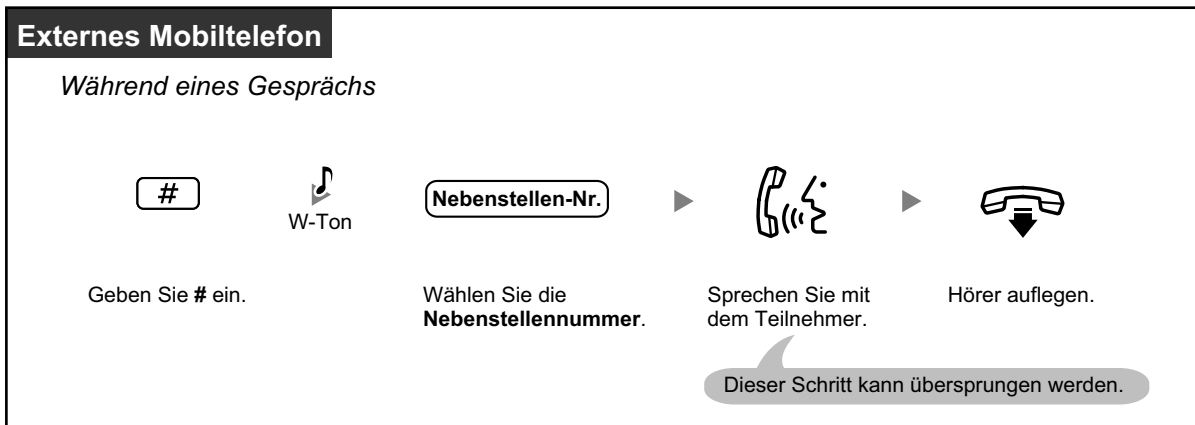 Externes Mobiltelefon
Während eines Gesprächs
#
W-Ton
Nebenstellen-Nr.
Geben Sie # ein.
Wählen Sie die
Nebenstellennummer.
Sprechen Sie mit
dem Teilnehmer.
Hörer auflegen.
Dieser Schritt kann übersprungen werden.